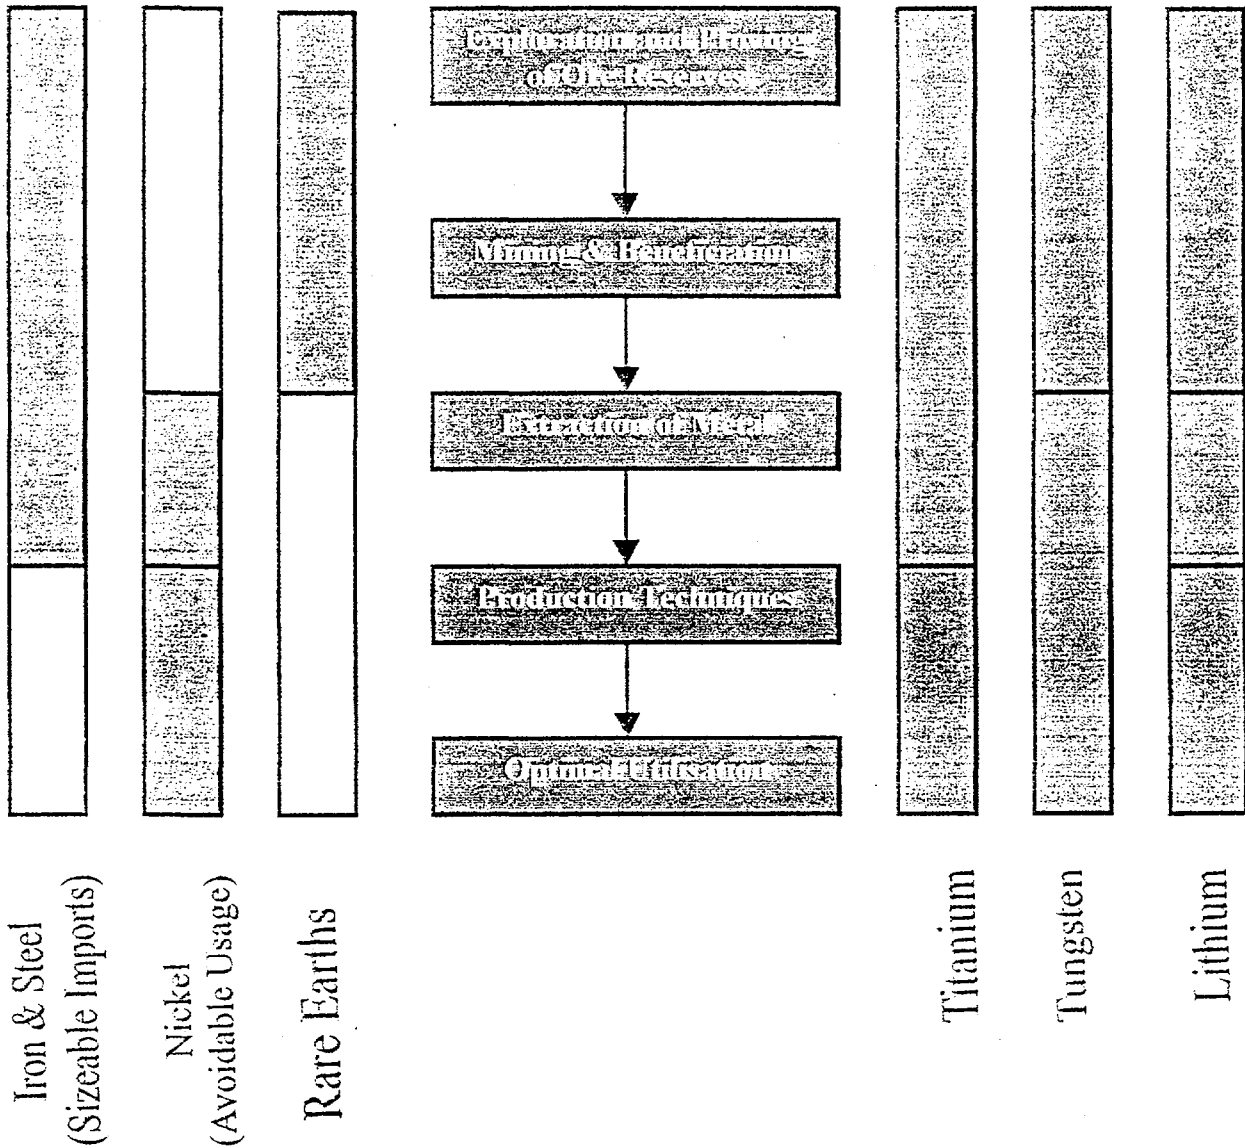 Exploration and Proving
of Ore Reserves
Mining & Beneficiation
Extraction of Metal
Production Techniques
Optimal Utilisation
Iron & Steel
(Sizeable Imports)
Nickel
(Avoidable Usage)
Rare Earths
Titanium
Tungsten
Lithium